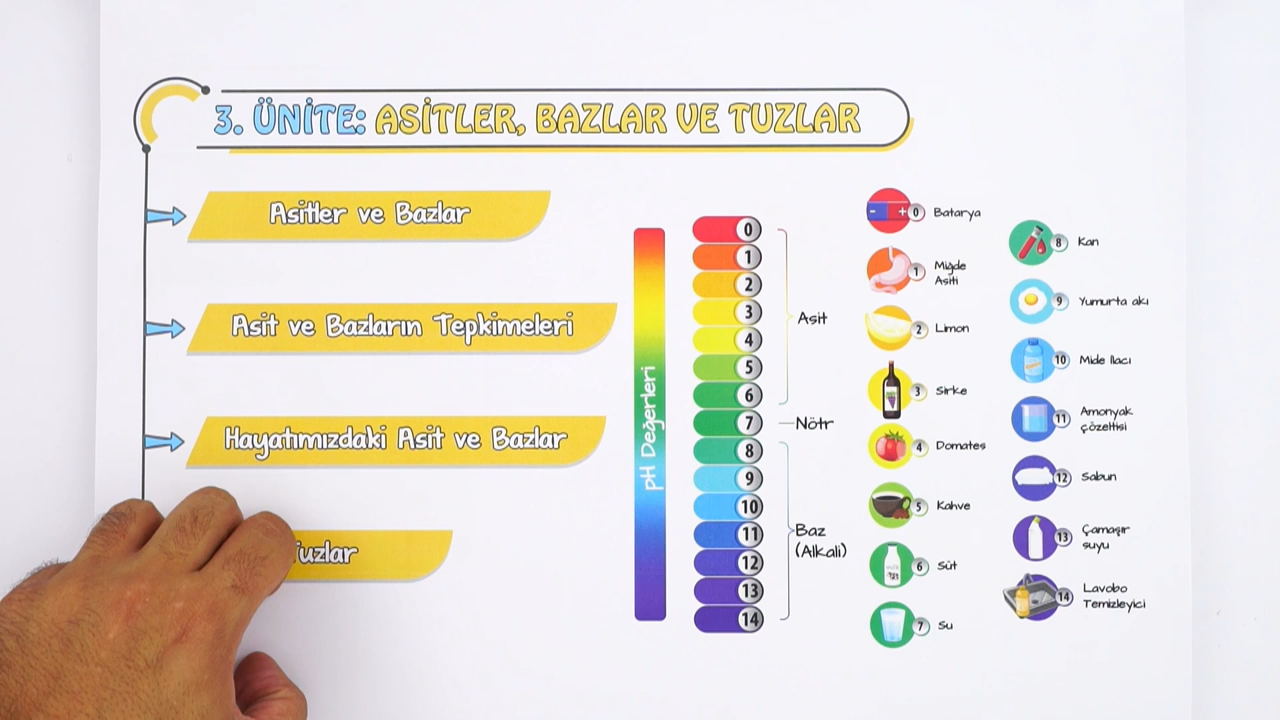 3. ÜNİTE: ASİTLER, BAZLAR VE TUZLAR
Asitler ve Bazlar
Asit ve Bazların Tepkimeleri
Hayatımızdaki Asit ve Bazlar
Tuzlar
pH Değerleri
0
1
2
3
4
5
6
7
8
9
10
11
12
13
14
Asit
Nötr
Baz
(Alkali)
0 Batarya
1 Miğde
Asiti
2 Limon
3 Sirke
4 Domates
5 Kahve
6 Süt
7 Su
8 Kan
9 Yumurta akı
10 Mide İlacı
11 Amonyak
çözeltisi
12 Sabun
13 Çamaşır
suyu
14 Lavobo
Temizleyici